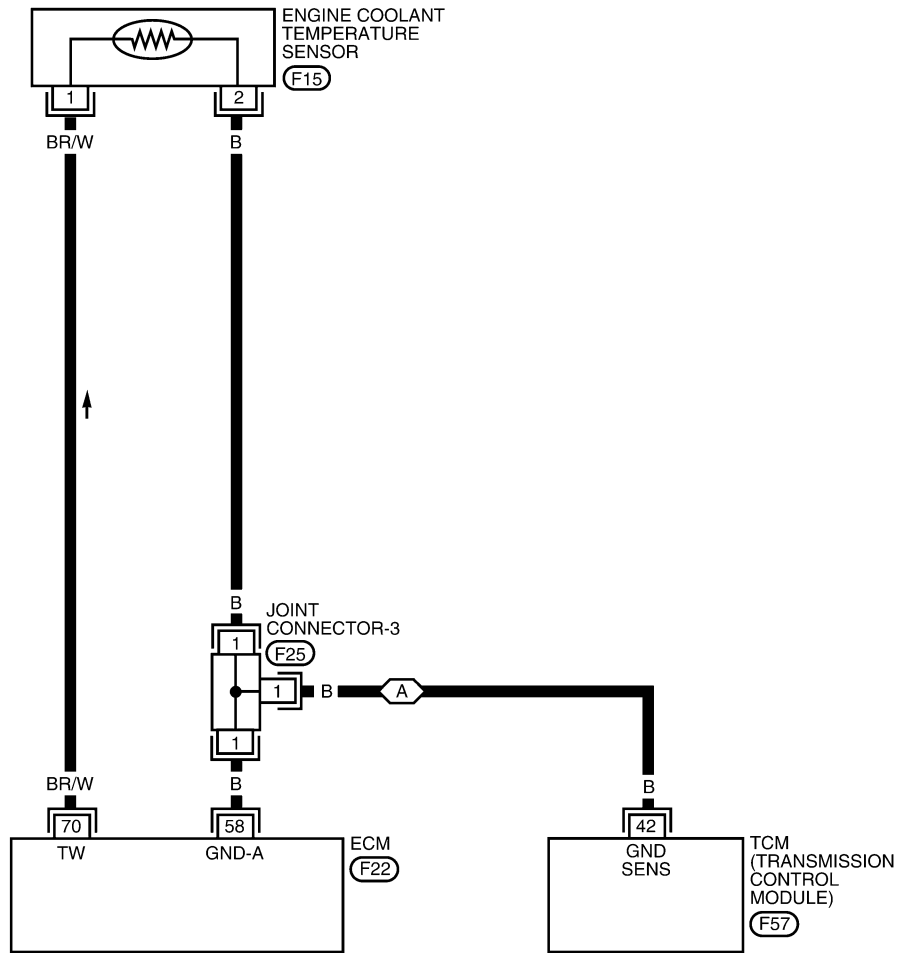 ENGINE COOLANT
TEMPERATURE
SENSOR
F15
1
2
BR/W
B
B
JOINT
CONNECTOR-3
F25
1
1
B
A
1
BR/W
B
B
70
58
42
TW
GND-A
ECM
F22
GND
SENS
TCM
(TRANSMISSION
CONTROL
MODULE)
F57